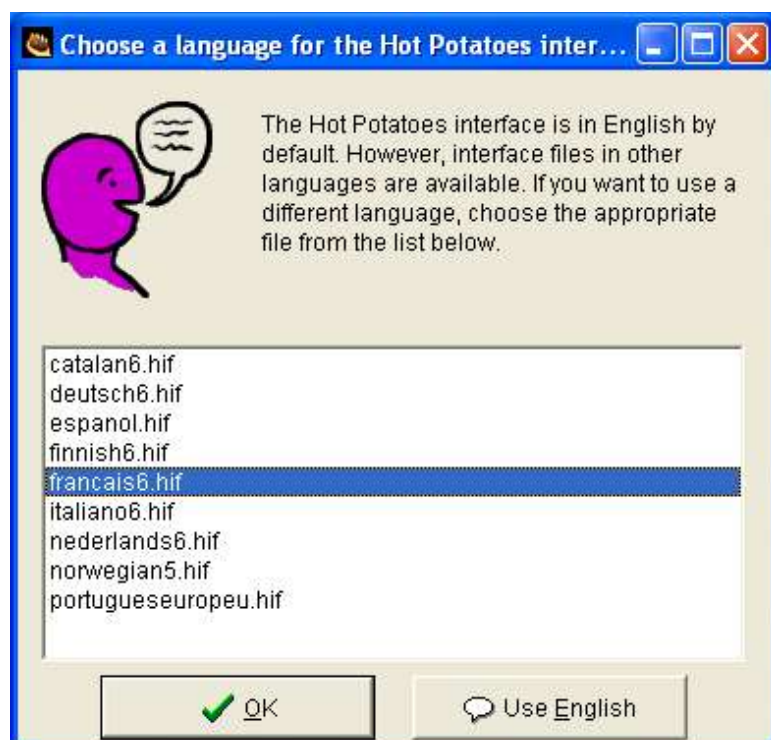 Choose a language for the Hot Potatoes inter...
The Hot Potatoes interface is in English by
default. However, interface files in other
languages are available. If you want to use a
different language, choose the appropriate
file from the list below.
catalan6.hif
deutsch6.hif
espanol.hif
finnish6.hif
francais6.hif
italiano6.hif
nederlands6.hif
norwegian5.hif
portugueseuropeu.hif
OK
Use English